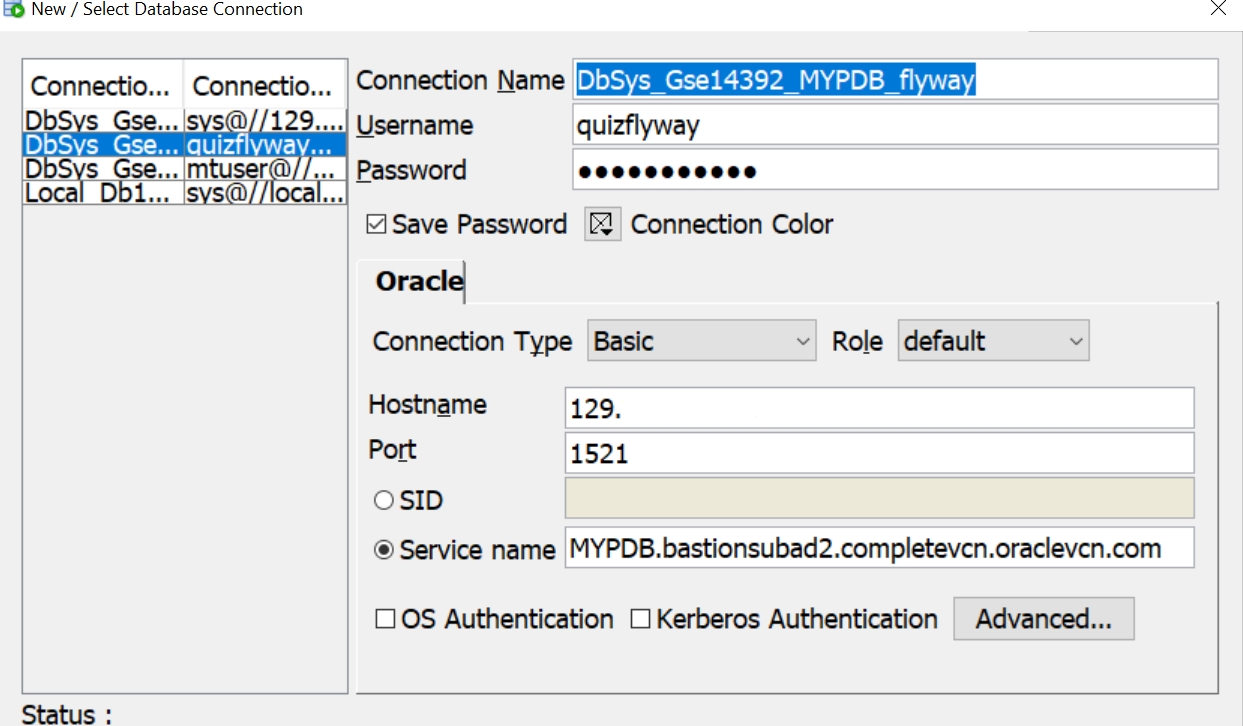 New / Select Database Connection
Connectio... Connectio...
DbSys_Gse... sys@//129....
DbSys_Gse... quizflyway...
DbSys_Gse... mtuser@//...
Local_Db1... sys@//local...
Connection Name DbSys_Gse14392_MYPDB_flyway
Username quizflyway
Password ●●●●●●●●●●●
Save Password Connection Color
Oracle
Connection Type Basic Role default
Hostname 129.
Port 1521
SID
Service name MYPDB.bastionsubad2.completevcn.oraclevcn.com
OS Authentication Kerberos Authentication Advanced...
Status :